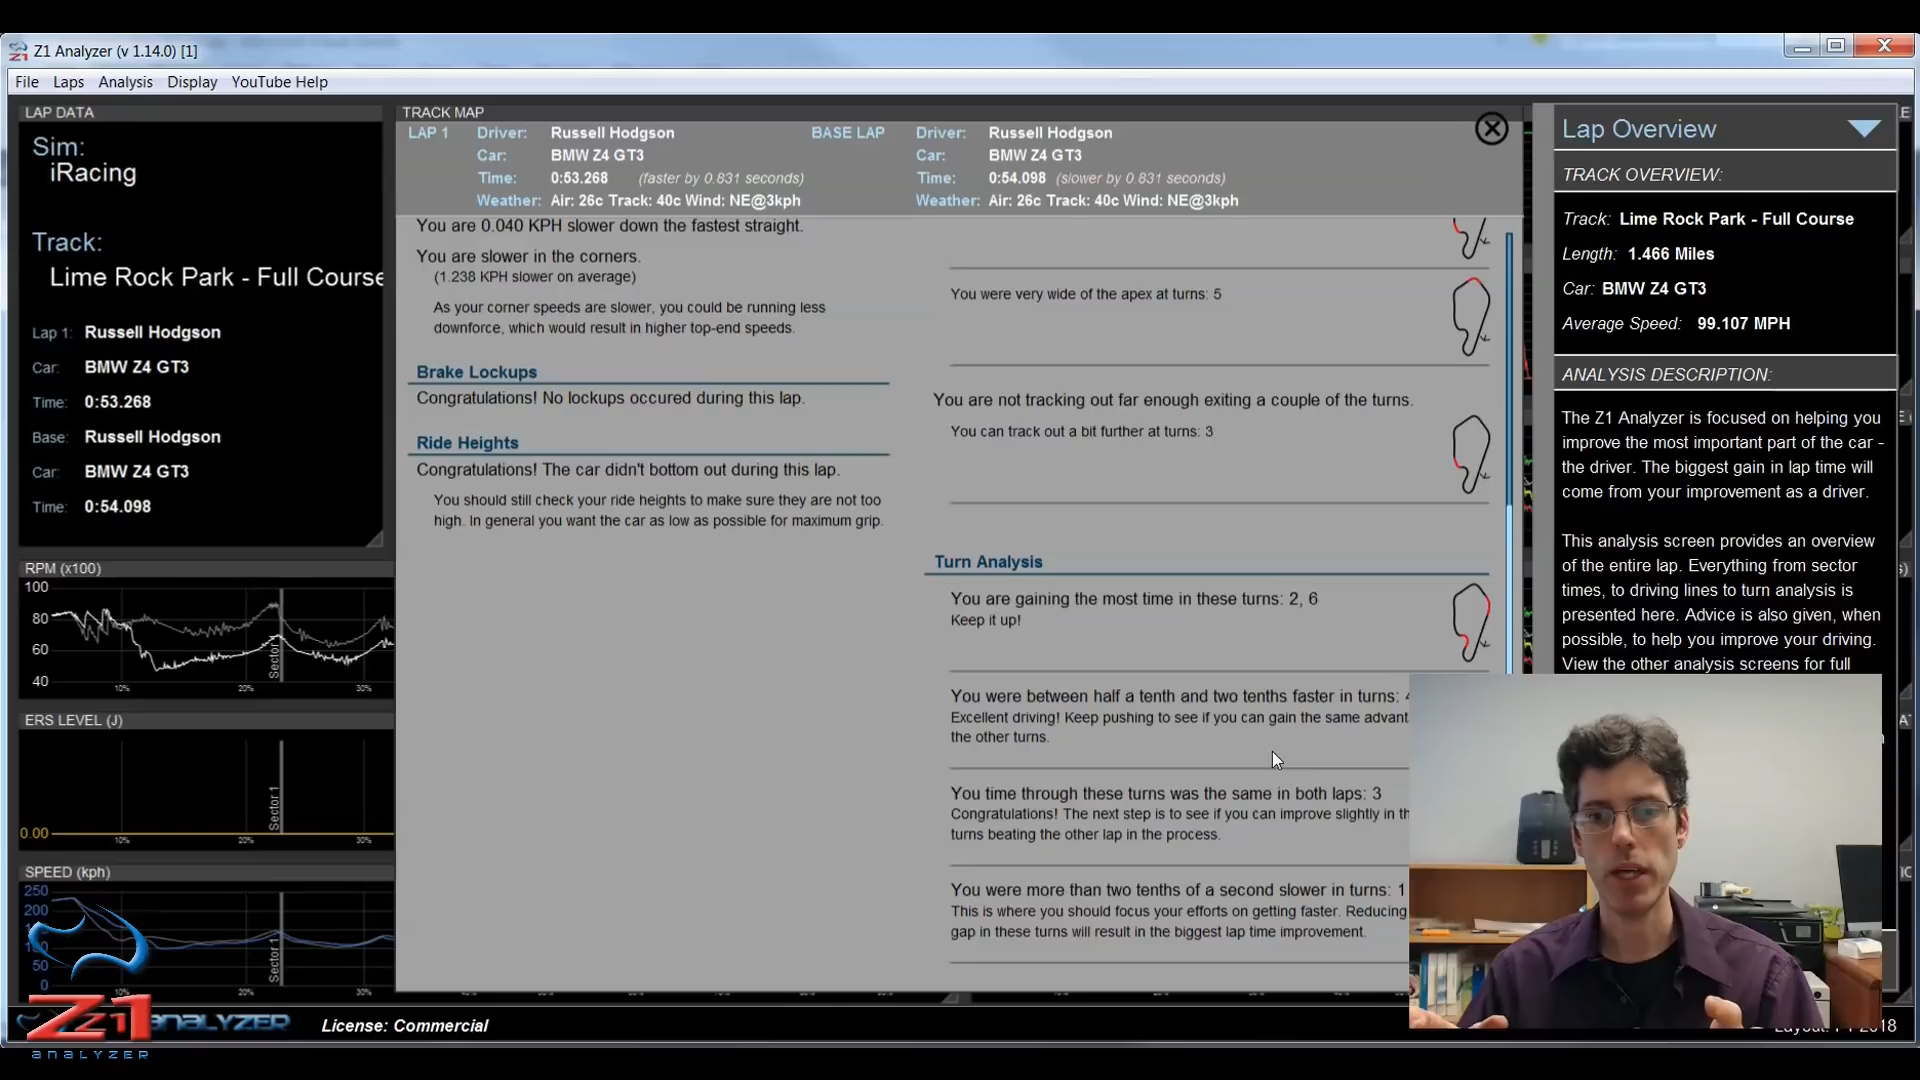 Z1 Analyzer (v 1.14.0) [1]
File Laps Analysis Display YouTube Help
LAP DATA
Sim:
iRacing
Track:
Lime Rock Park - Full Course
Lap 1: Russell Hodgson
Car: BMW Z4 GT3
Time: 0:53.268
Base: Russell Hodgson
Car: BMW Z4 GT3
Time: 0:54.098
RPM (x100)
100
80
60
40
10% 20% 30%
Sector 1
ERS LEVEL (J)
0.00
10% 20% 30%
Sector 1
SPEED (kph)
250
200
150
100
50
0
10% 20% 30%
Sector 1
TRACK MAP
LAP 1 Driver: Russell Hodgson BASE LAP Driver: Russell Hodgson
Car: BMW Z4 GT3 Car: BMW Z4 GT3
Time: 0:53.268 (faster by 0.831 seconds) Time: 0:54.098 (slower by 0.831 seconds)
Weather: Air: 26c Track: 40c Wind: NE@3kph Weather: Air: 26c Track: 40c Wind: NE@3kph
You are 0.040 KPH slower down the fastest straight.
You are slower in the corners.
(1.238 KPH slower on average)
As your corner speeds are slower, you could be running less
downforce, which would result in higher top-end speeds.
Brake Lockups
Congratulations! No lockups occured during this lap.
Ride Heights
Congratulations! The car didn't bottom out during this lap.
You should still check your ride heights to make sure they are not too
high. In general you want the car as low as possible for maximum grip.
You were very wide of the apex at turns: 5
You are not tracking out far enough exiting a couple of the turns.
You can track out a bit further at turns: 3
Turn Analysis
You are gaining the most time in these turns: 2, 6
Keep it up!
You were between half a tenth and two tenths faster in turns:
Excellent driving! Keep pushing to see if you can gain the same advant
the other turns.
You time through these turns was the same in both laps: 3
Congratulations! The next step is to see if you can improve slightly in th
turns beating the other lap in the process.
You were more than two tenths of a second slower in turns: 1
This is where you should focus your efforts on getting faster. Reducing
gap in these turns will result in the biggest lap time improvement.
Lap Overview
TRACK OVERVIEW:
Track: Lime Rock Park - Full Course
Length: 1.466 Miles
Car: BMW Z4 GT3
Average Speed: 99.107 MPH
ANALYSIS DESCRIPTION:
The Z1 Analyzer is focused on helping you
improve the most important part of the car -
the driver. The biggest gain in lap time will
come from your improvement as a driver.
This analysis screen provides an overview
of the entire lap. Everything from sector
times, to driving lines to turn analysis is
presented here. Advice is also given, when
possible, to help you improve your driving.
View the other analysis screens for full
Z1 analyzer
analyzer
License: Commercial